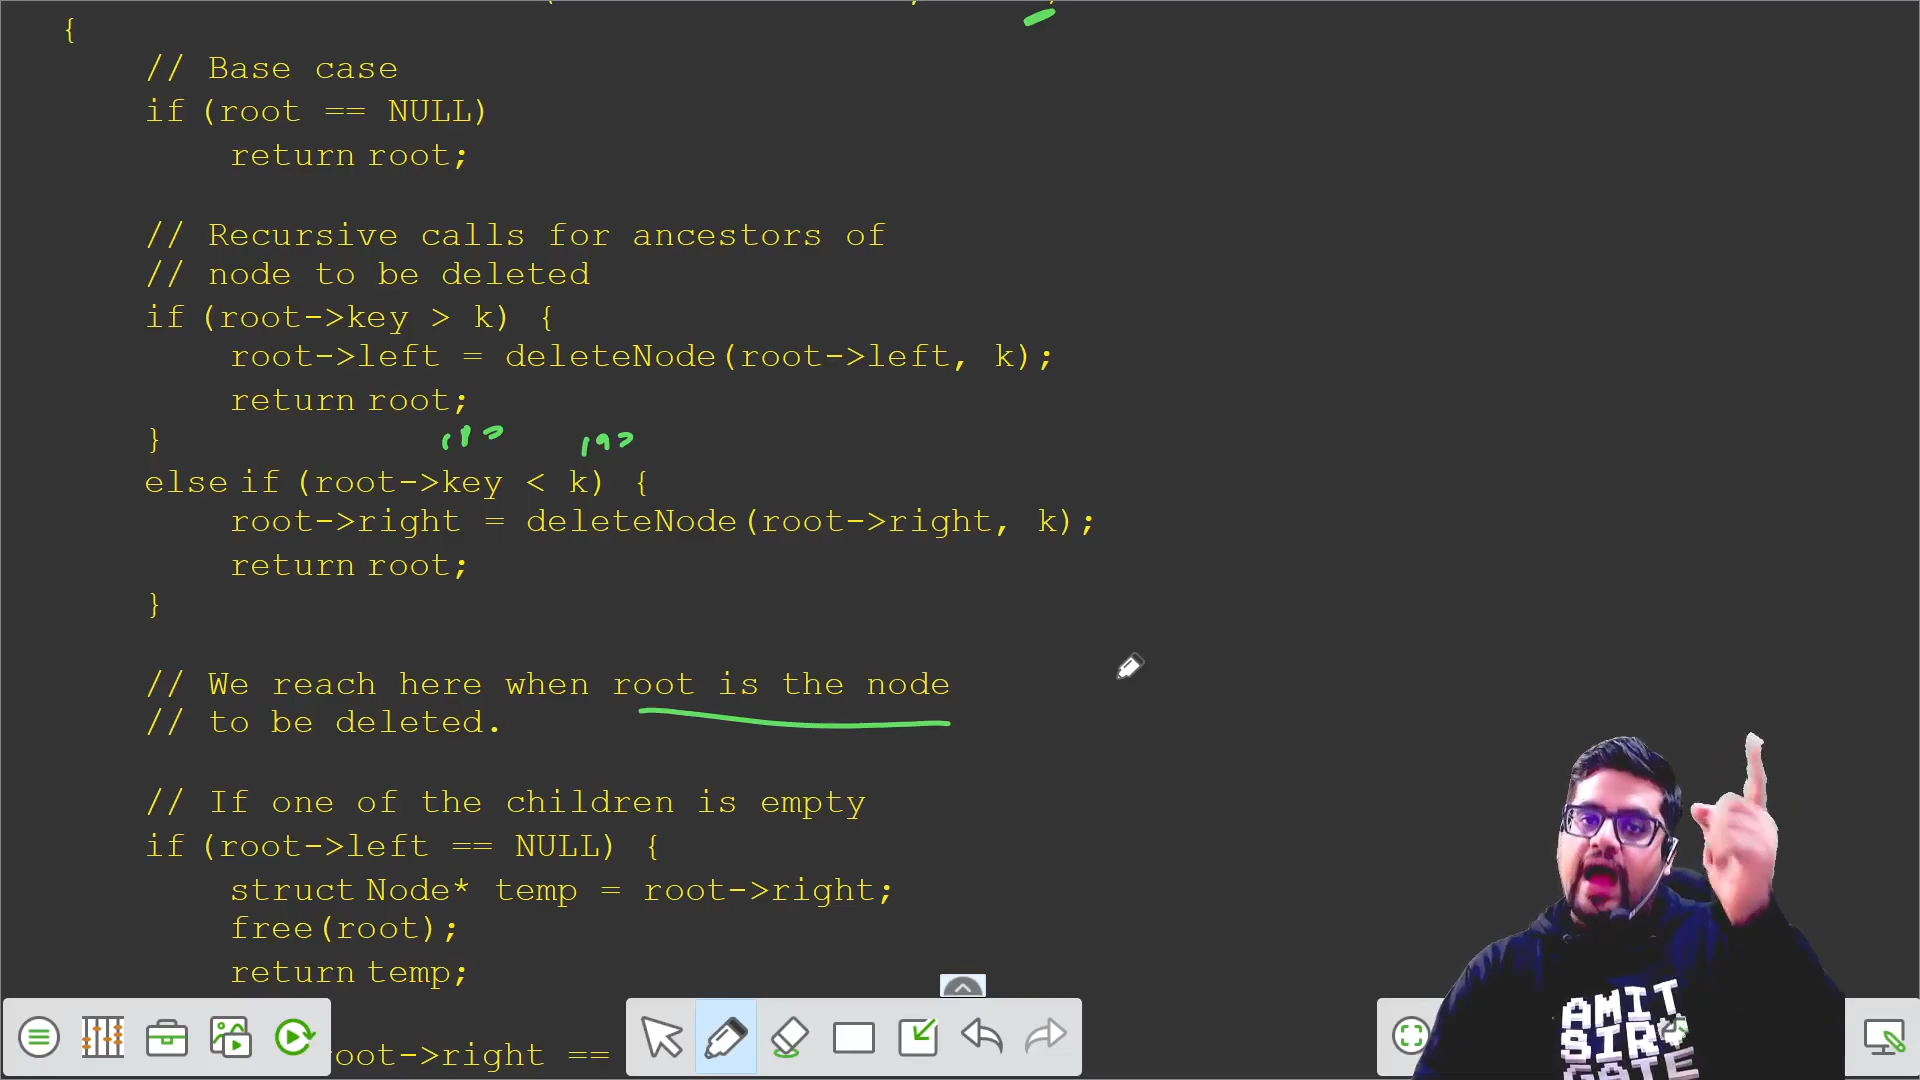 {
// Base case
if (root == NULL)
return root;
// Recursive calls for ancestors of
// node to be deleted
if (root->key > k) {
root->left = deleteNode(root->left, k);
return root;
}
else if (root->key < k) {
root->right = deleteNode(root->right, k);
return root;
}
// We reach here when root is the node
// to be deleted.
// If one of the children is empty
if (root->left == NULL) {
struct Node* temp = root->right;
free(root);
return temp;
root->right ==
AMIT
SIR
GATE